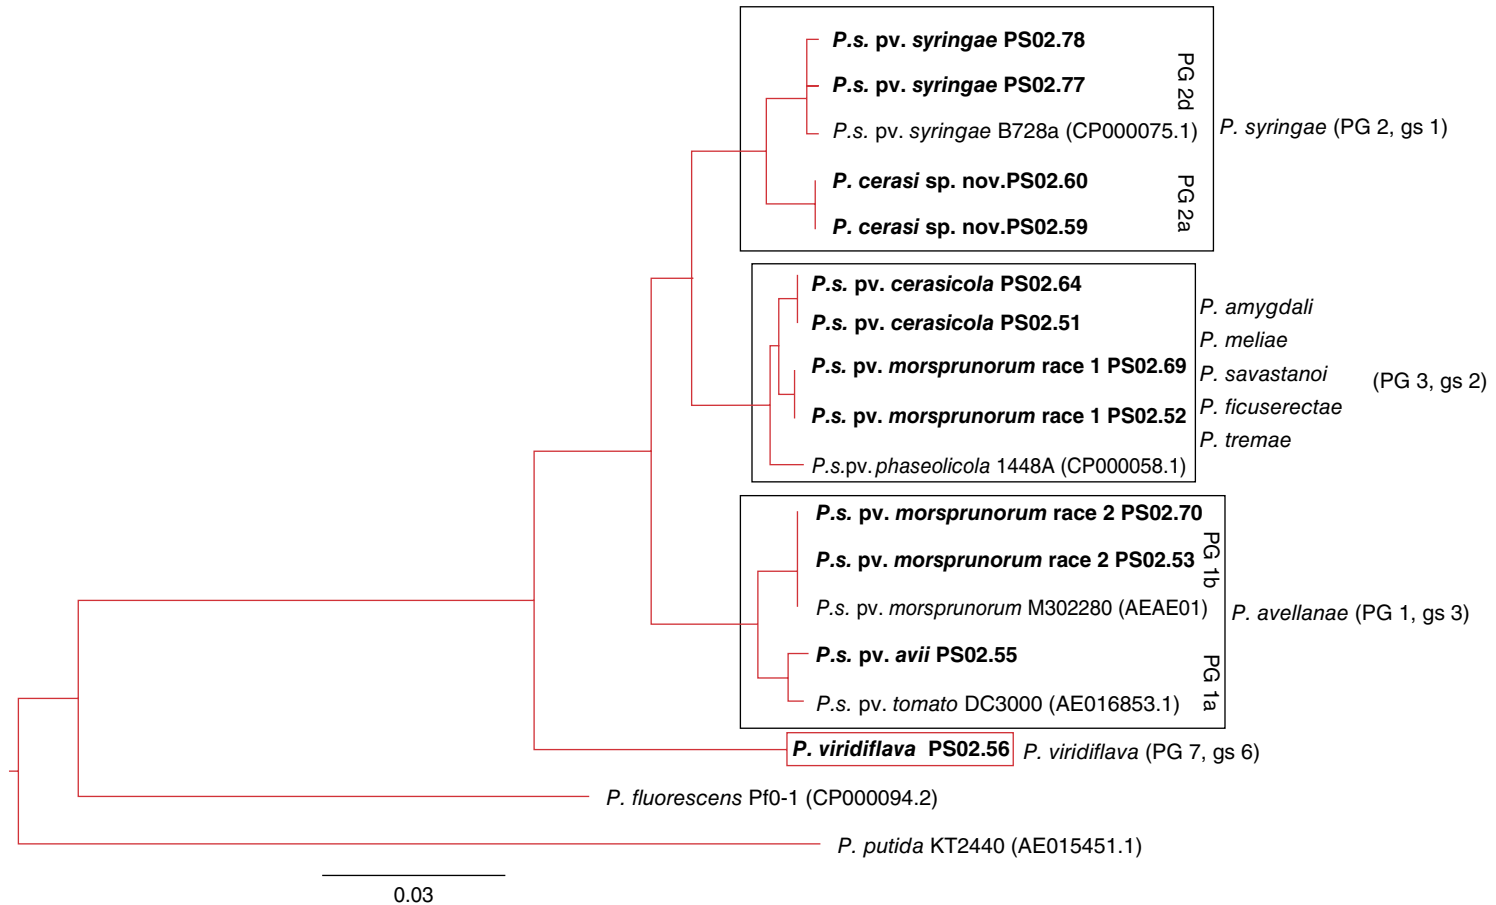 P.s. pv. syringae PS02.78
P.s. pv. syringae PS02.77
P.s. pv. syringae B728a (CP000075.1)
PG 2d
P. cerasi sp. nov.PS02.60
P. cerasi sp. nov.PS02.59
PG 2a
P. syringae (PG 2, gs 1)
P.s. pv. cerasicola PS02.64
P.s. pv. cerasicola PS02.51
P.s. pv. morsprunorum race 1 PS02.69
P.s. pv. morsprunorum race 1 PS02.52
P.s.pv. phaseolicola 1448A (CP000058.1)
P. amygdali
P. meliae
P. savastanoi
P. ficuserectae
P. tremae
(PG 3, gs 2)
P.s. pv. morsprunorum race 2 PS02.70
P.s. pv. morsprunorum race 2 PS02.53
P.s. pv. morsprunorum M302280 (AEAE01)
PG 1b
P.s. pv. avii PS02.55
P.s. pv. tomato DC3000 (AE016853.1)
PG 1a
P. avellanae (PG 1, gs 3)
P. viridiflava PS02.56
P. viridiflava (PG 7, gs 6)
P. fluorescens Pf0-1 (CP000094.2)
P. putida KT2440 (AE015451.1)
0.03